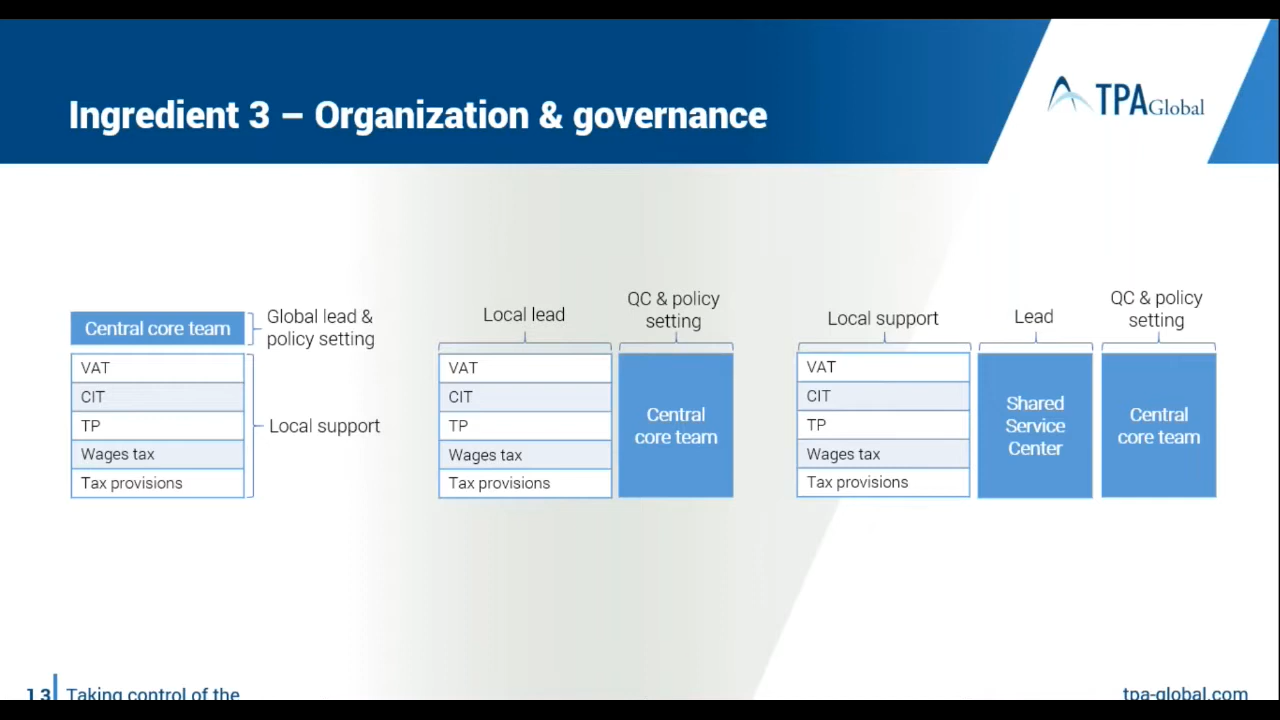 Ingredient 3 – Organization & governance
TPA Global
Central core team
Global lead &
policy setting
VAT
CIT
TP
Wages tax
Tax provisions
Local support
Local lead
QC & policy
setting
VAT
CIT
TP
Wages tax
Tax provisions
Central
core team
Local support
Lead
QC & policy
setting
VAT
CIT
TP
Wages tax
Tax provisions
Shared
Service
Center
Central
core team
13
Taking control of the
tpa-global.com